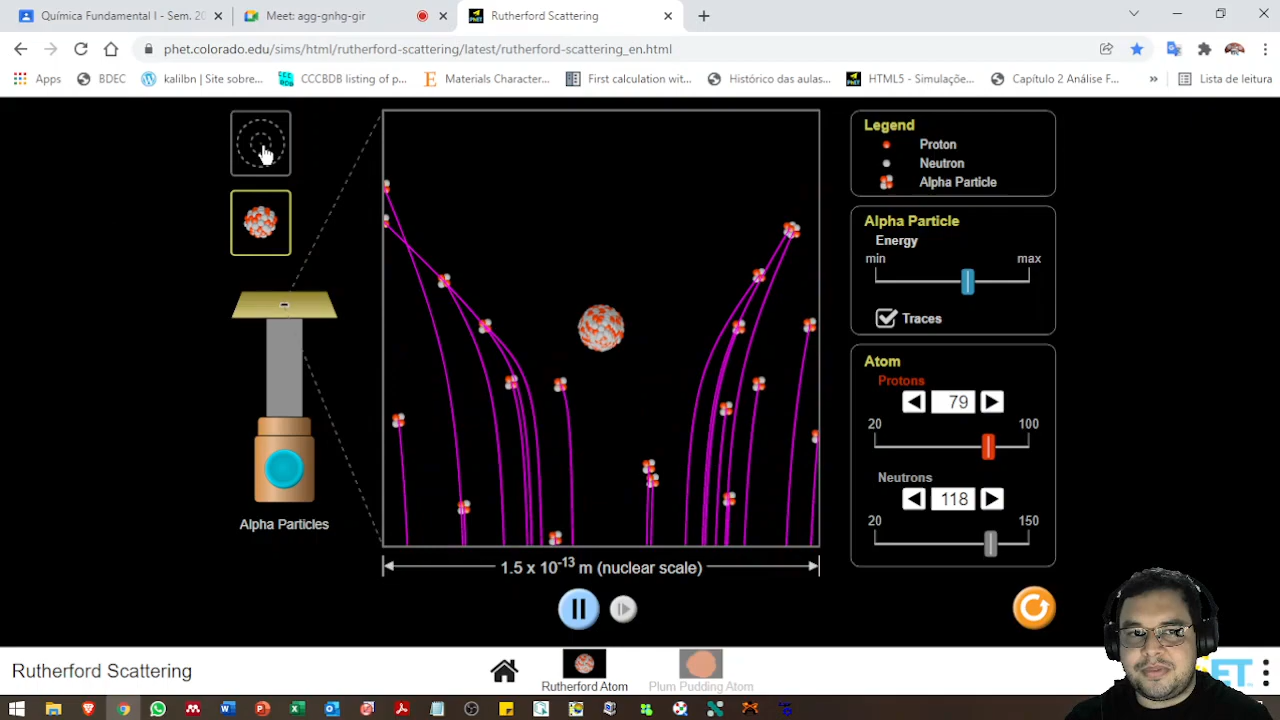 Química Fundamental I - Sem. 20
Meet: agg-gnhg-gir
Rutherford Scattering
phet.colorado.edu/sims/html/rutherford-scattering/latest/rutherford-scattering_en.html
Apps
BDEC
kalilbn | Site sobre...
CCCBDB listing of p...
Materials Character...
First calculation wit...
Histórico das aulas...
HTML5 - Simulaçõe...
Capítulo 2 Análise F...
»
Lista de leitura
Legend
Proton
Neutron
Alpha Particle
Alpha Particle
Energy
min
max
Traces
Atom
Protons
79
20
100
Neutrons
118
20
150
Alpha Particles
1.5 x 10⁻¹³ m (nuclear scale)
Rutherford Scattering
Rutherford Atom
Plum Pudding Atom
ET